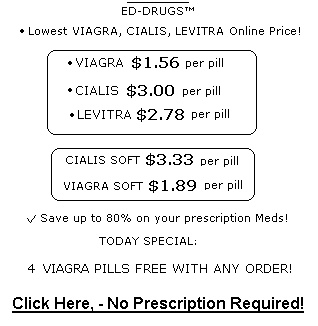 ED-DRUGS™
• Lowest VIAGRA, CIALIS, LEVITRA Online Price!
• VIAGRA $1.56 per pill
• CIALIS $3.00 per pill
• LEVITRA $2.78 per pill
CIALIS SOFT $3.33 per pill
VIAGRA SOFT $1.89 per pill
✓ Save up to 80% on your prescription Meds!
TODAY SPECIAL:
4 VIAGRA PILLS FREE WITH ANY ORDER!
Click Here, - No Prescription Required!